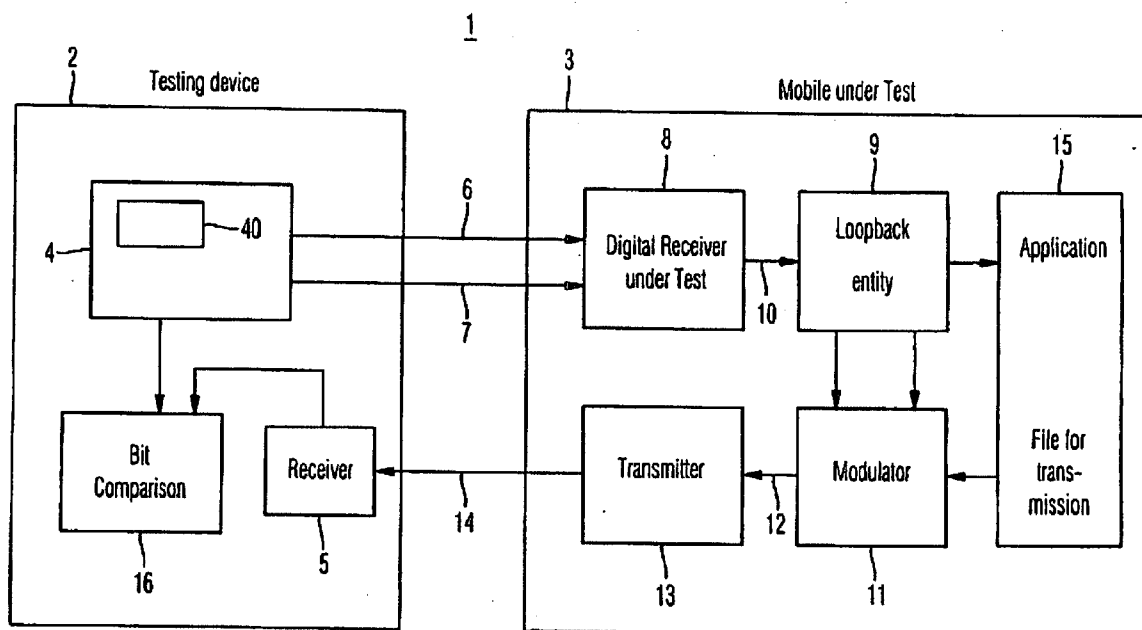 1
2
Testing device
3
Mobile under Test
8
9
15
6
4
40
Digital Receiver
under Test
Loopback
entity
Application
10
7
Bit
Comparison
Receiver
Transmitter
Modulator
File for
trans-
mission
14
12
16
5
13
11